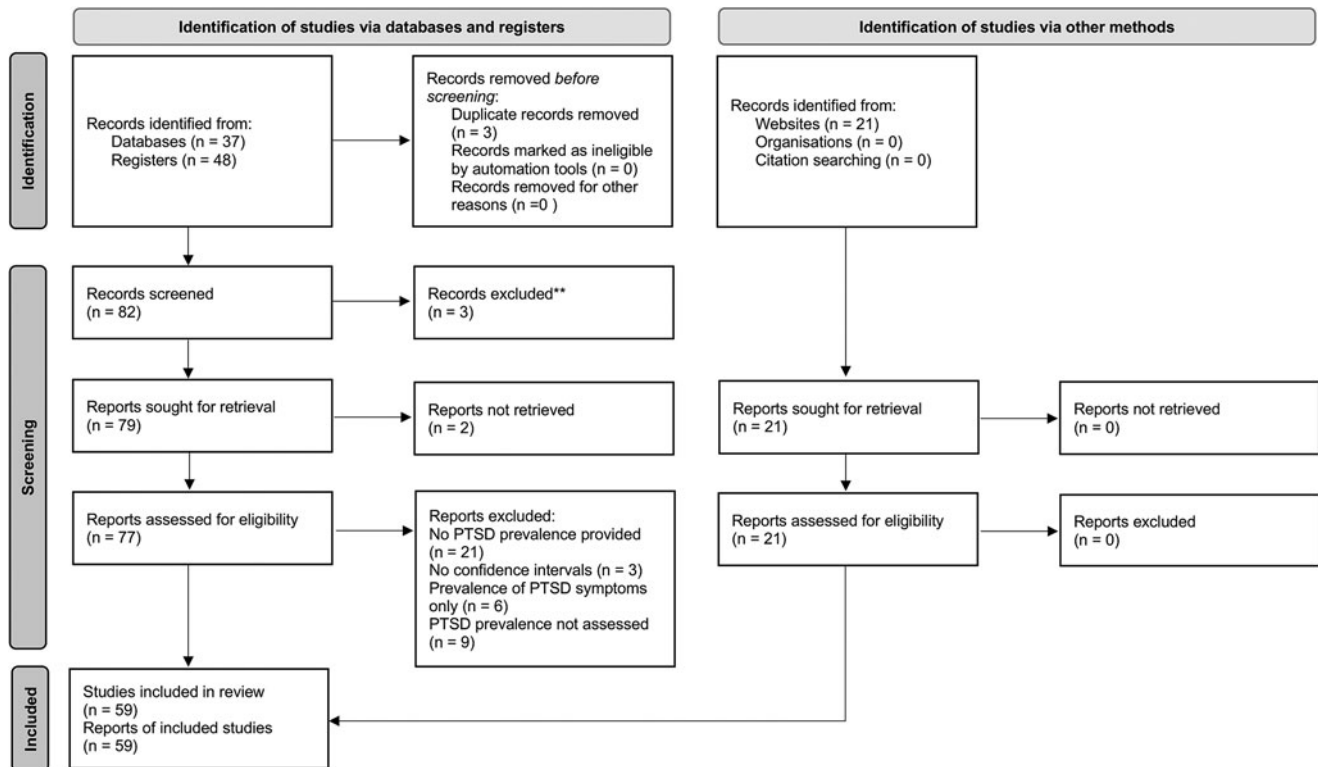 Identification of studies via databases and registers
Identification of studies via other methods
Identification
Records identified from:
Databases (n = 37)
Registers (n = 48)
Records removed before
screening:
Duplicate records removed
(n = 3)
Records marked as ineligible
by automation tools (n = 0)
Records removed for other
reasons (n =0 )
Records identified from:
Websites (n = 21)
Organisations (n = 0)
Citation searching (n = 0)
Screening
Records screened
(n = 82)
Records excluded**
(n = 3)
Reports sought for retrieval
(n = 79)
Reports not retrieved
(n = 2)
Reports sought for retrieval
(n = 21)
Reports not retrieved
(n = 0)
Reports assessed for eligibility
(n = 77)
Reports excluded:
No PTSD prevalence provided
(n = 21)
No confidence intervals (n = 3)
Prevalence of PTSD symptoms
only (n = 6)
PTSD prevalence not assessed
(n = 9)
Reports assessed for eligibility
(n = 21)
Reports excluded
(n = 0)
Included
Studies included in review
(n = 59)
Reports of included studies
(n = 59)